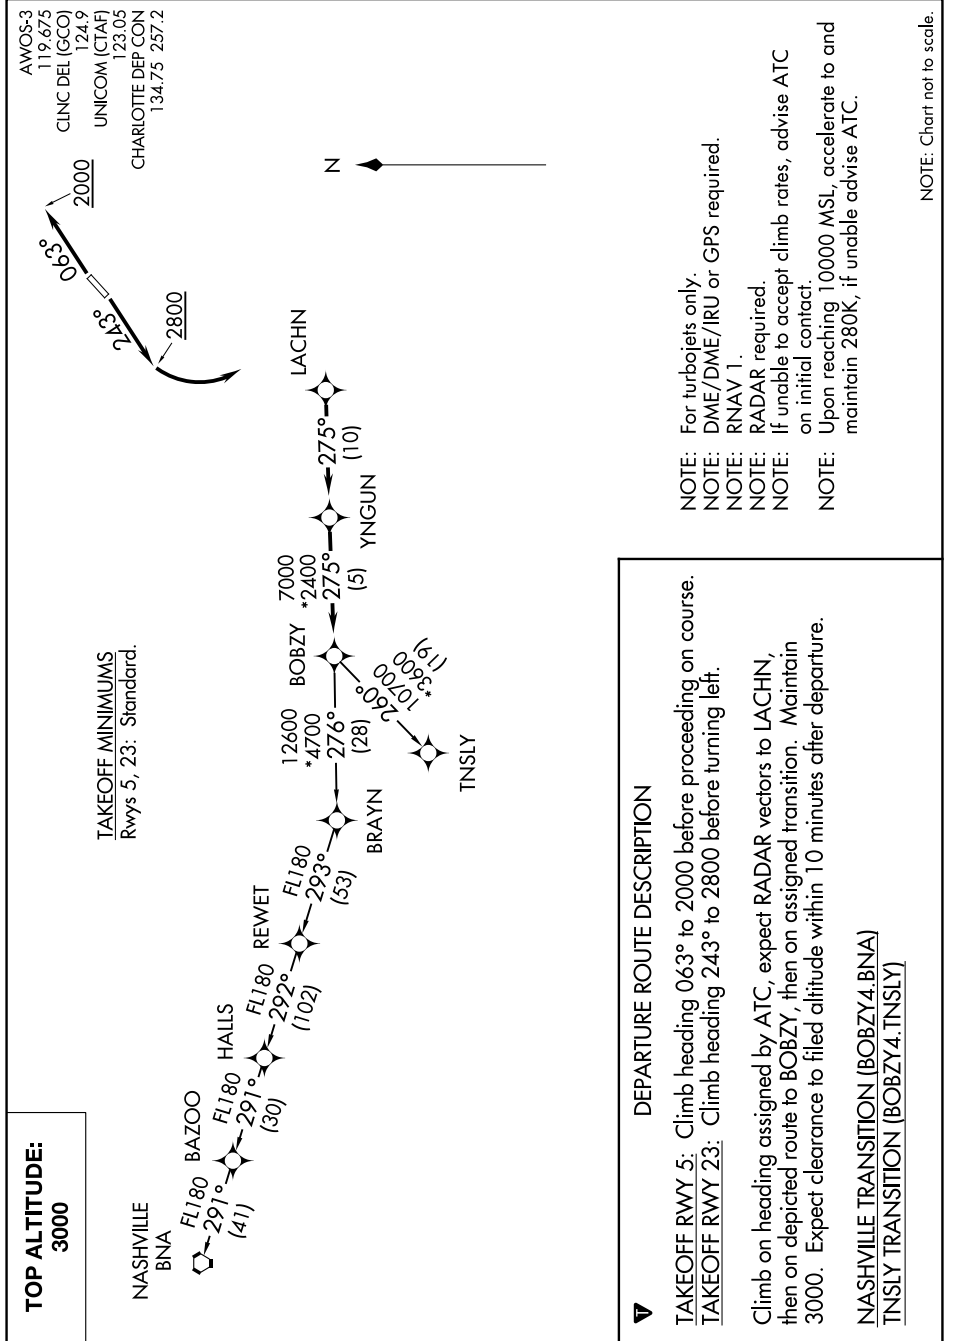 TOP ALTITUDE:
3000
AWOS-3
119.675
CLNC DEL (GCO)
124.9
UNICOM (CTAF)
123.05
CHARLOTTE DEP CON
134.75 257.2
TAKEOFF MINIMUMS
Rwys 5, 23: Standard.
063°
2000
243°
2800
N
NASHVILLE
BNA
FL180
291°
(41)
BAZOO
FL180
291°
(30)
HALLS
FL180
292°
(102)
REWET
FL180
293°
(53)
BRAYN
12600
*4700
276°
(28)
BOBZY
7000
*2400
275°
(5)
YNGUN
275°
(10)
LACHN
260°
10700
*3600
(19)
TNSLY
NOTE: For turbojets only.
NOTE: DME/DME/IRU or GPS required.
NOTE: RNAV 1.
NOTE: RADAR required.
NOTE: If unable to accept climb rates, advise ATC
on initial contact.
NOTE: Upon reaching 10000 MSL, accelerate to and
maintain 280K, if unable advise ATC.
NOTE: Chart not to scale.
T
DEPARTURE ROUTE DESCRIPTION
TAKEOFF RWY 5: Climb heading 063° to 2000 before proceeding on course.
TAKEOFF RWY 23: Climb heading 243° to 2800 before turning left.
Climb on heading assigned by ATC, expect RADAR vectors to LACHN,
then on depicted route to BOBZY, then on assigned transition. Maintain
3000. Expect clearance to filed altitude within 10 minutes after departure.
NASHVILLE TRANSITION (BOBZY4.BNA)
TNSLY TRANSITION (BOBZY4.TNSLY)